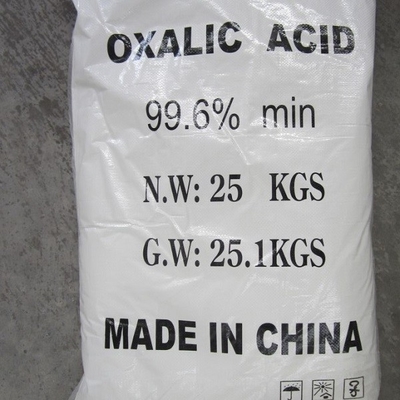 OXALIC ACID
99.6% min
N.W: 25 KGS
G.W: 25.1KGS
MADE IN CHINA